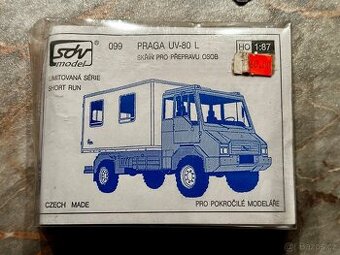 sdv model
099 PRAGA UV-80 L
SKŘÍŇ PRO PŘEPRAVU OSOB
HO 1:87
LIMITOVANÁ SÉRIE
SHORT RUN
CZECH MADE
PRO POKROČILÉ MODELÁŘE